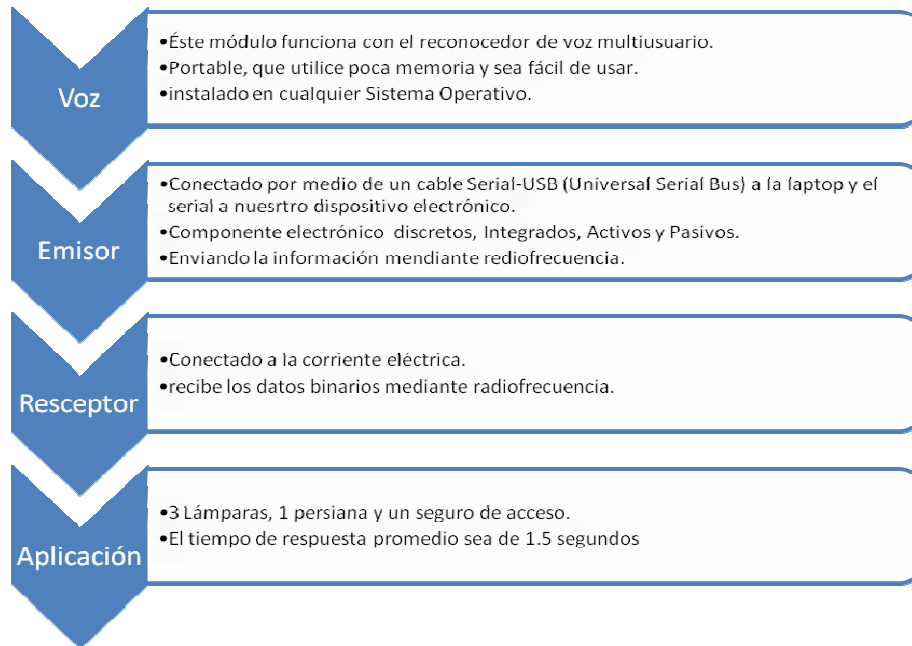 Voz
•Éste módulo funciona con el reconocedor de voz multiusuario.
•Portable, que utilice poca memoria y sea fácil de usar.
•instalado en cualquier Sistema Operativo.
Emisor
•Conectado por medio de un cable Serial-USB (Universal Serial Bus) a la laptop y el
serial a nuesrtro dispositivo electrónico.
•Componente electrónico discretos, Integrados, Activos y Pasivos.
•Enviando la información mendiante rediofrecuencia.
Resceptor
•Conectado a la corriente eléctrica.
•recibe los datos binarios mediante radiofrecuencia.
Aplicación
•3 Lámparas, 1 persiana y un seguro de acceso.
•El tiempo de respuesta promedio sea de 1.5 segundos